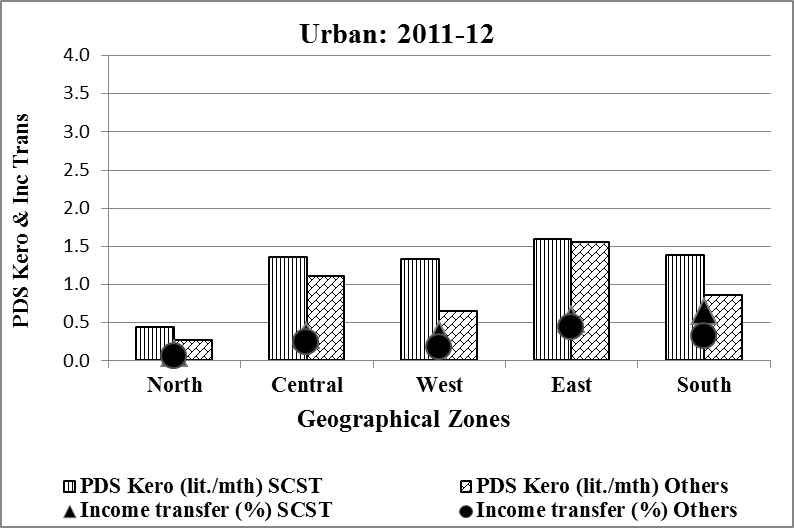 Urban: 2011-12
4.0
3.5
3.0
2.5
2.0
1.5
1.0
0.5
0.0
PDS Kero & Inc Trans
North Central West East South
Geographical Zones
PDS Kero (lit./mth) SCST PDS Kero (lit./mth) Others
Income transfer (%) SCST Income transfer (%) Others